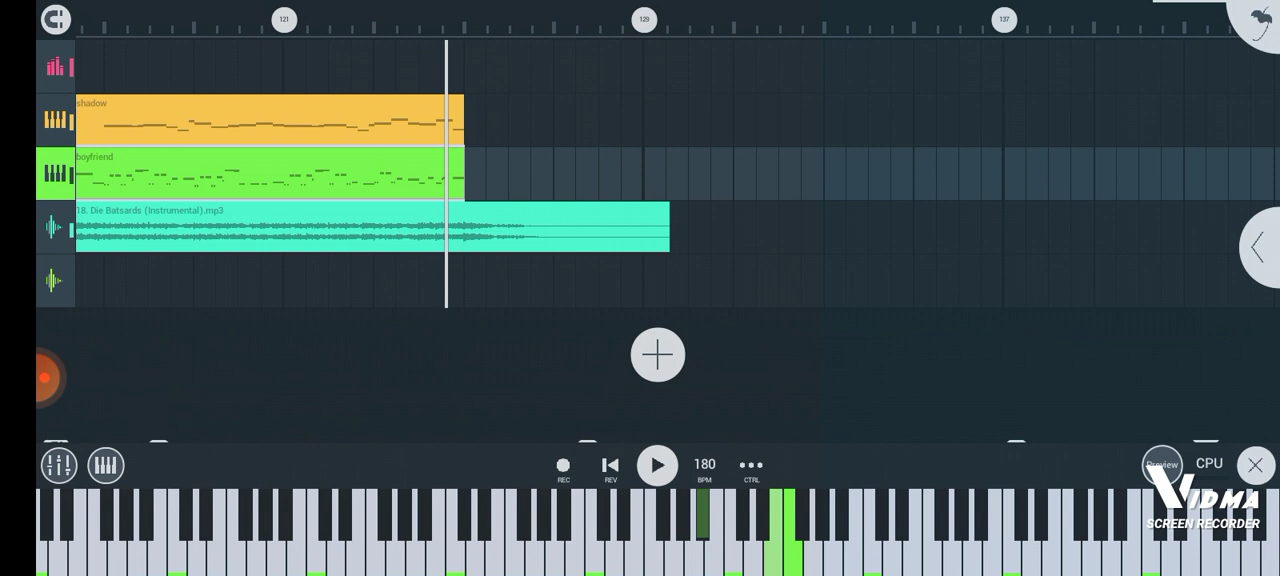 121
129
137
shadow
boyfriend
18. Die Batsards (Instrumental).mp3
180
REC
REV
BPM
CTRL
Preview
CPU
VIDMA
SCREEN RECORDER